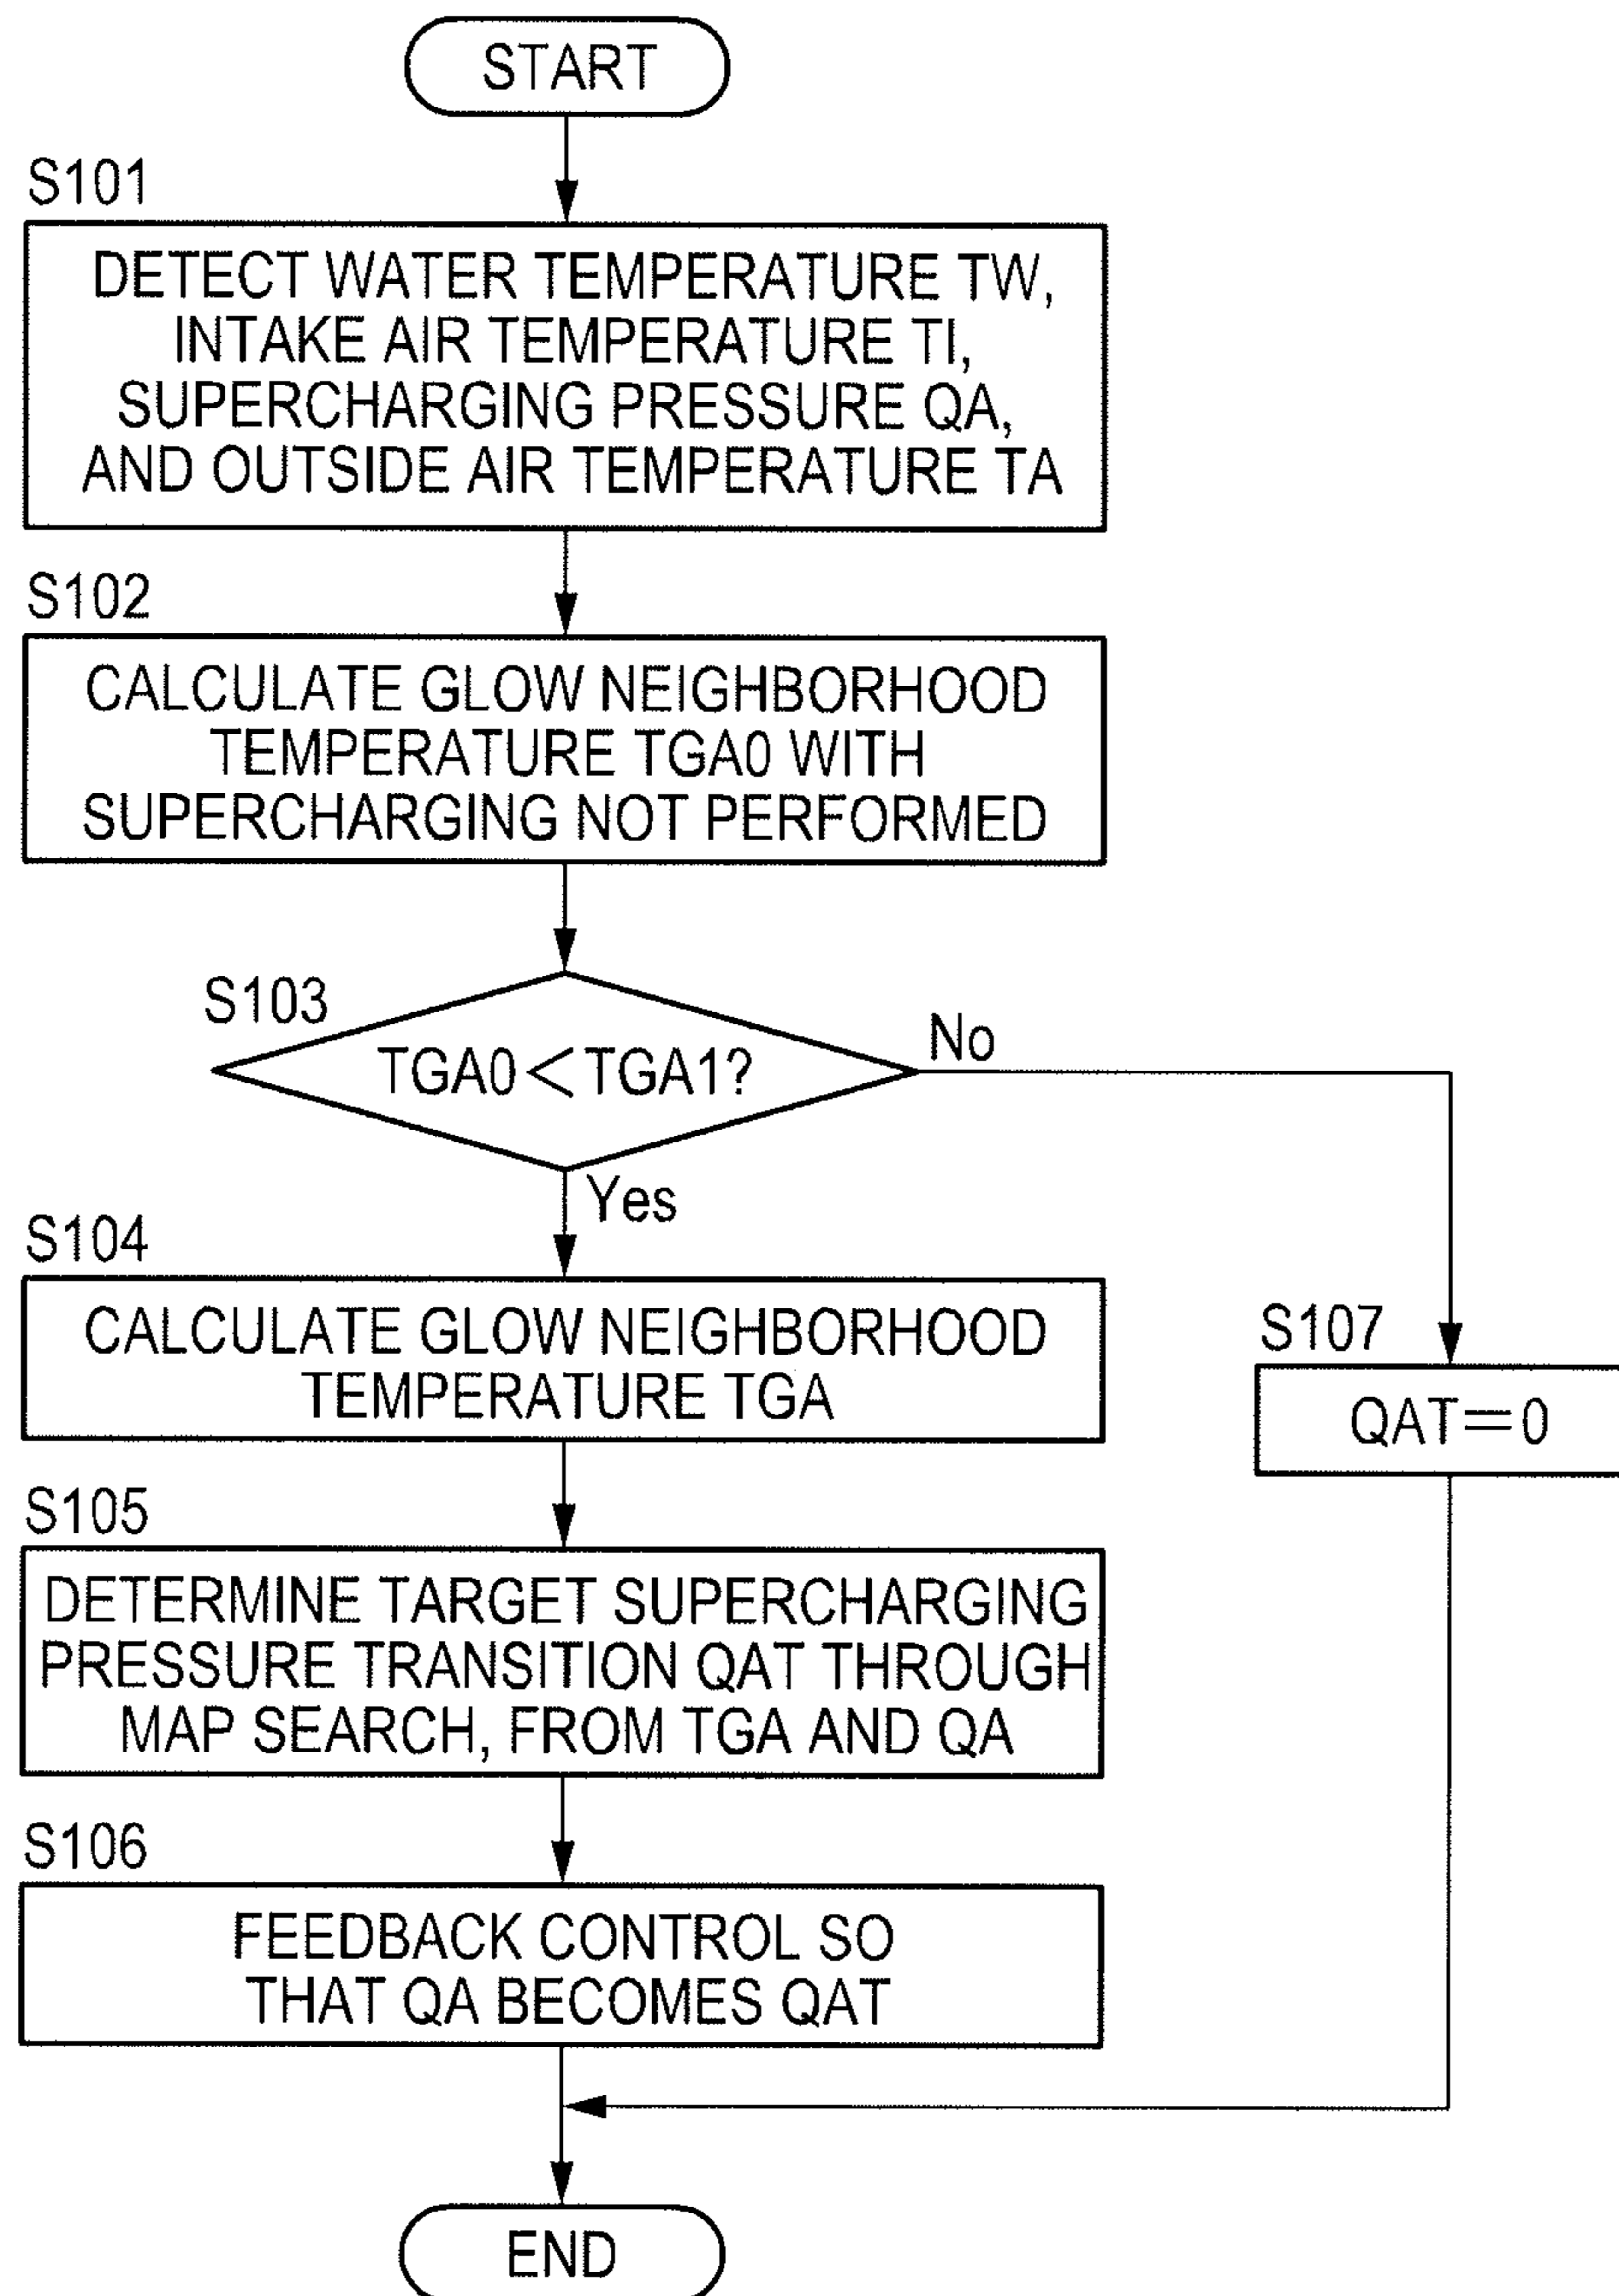 START
S101
DETECT WATER TEMPERATURE TW,
INTAKE AIR TEMPERATURE TI,
SUPERCHARGING PRESSURE QA,
AND OUTSIDE AIR TEMPERATURE TA
S102
CALCULATE GLOW NEIGHBORHOOD
TEMPERATURE TGA0 WITH
SUPERCHARGING NOT PERFORMED
S103
TGA0<TGA1?
No
Yes
S104
CALCULATE GLOW NEIGHBORHOOD
TEMPERATURE TGA
S107
QAT=0
S105
DETERMINE TARGET SUPERCHARGING
PRESSURE TRANSITION QAT THROUGH
MAP SEARCH, FROM TGA AND QA
S106
FEEDBACK CONTROL SO
THAT QA BECOMES QAT
END